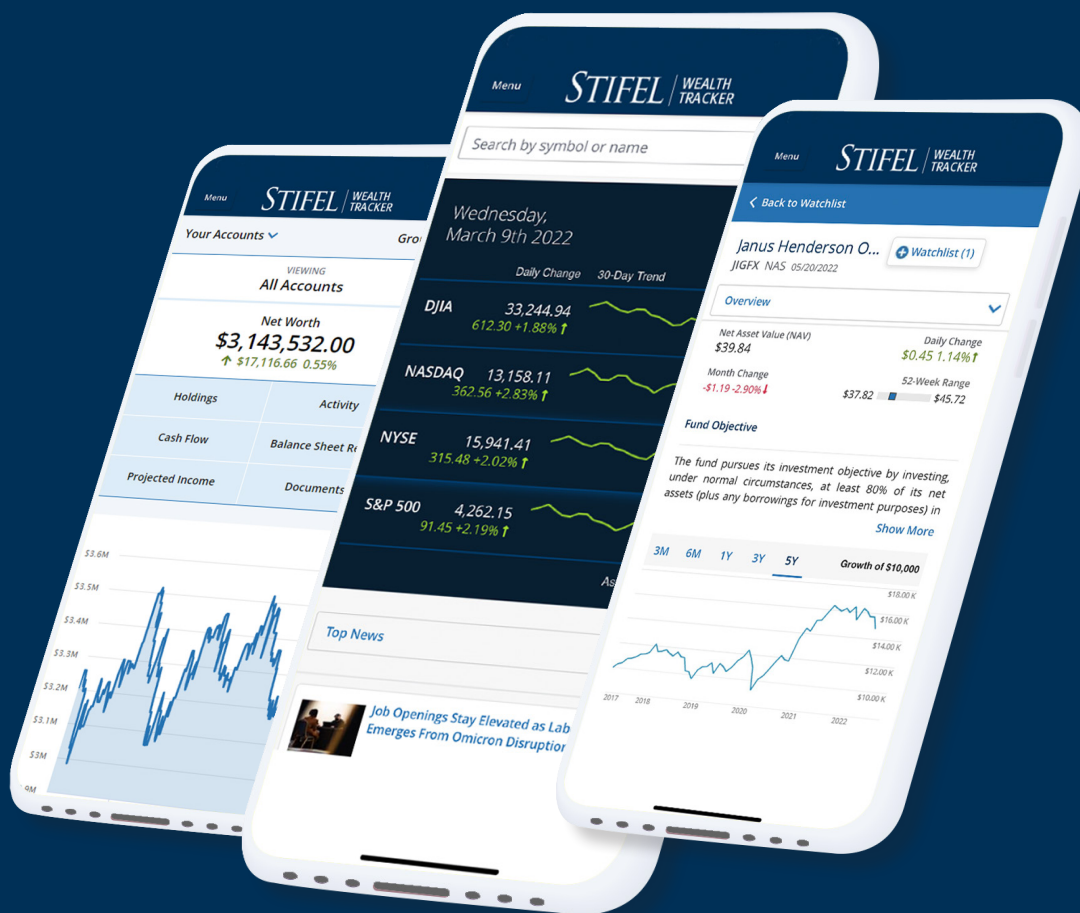 Menu
STIFEL | WEALTH TRACKER
Your Accounts
VIEWING
All Accounts
Net Worth
$3,143,532.00
$17,116.66 0.55%
Holdings
Activity
Cash Flow
Balance Sheet
Projected Income
Documents
$3.6M
$3.5M
$3.4M
$3.3M
$3.2M
$3.1M
$3M
Menu
STIFEL | WEALTH TRACKER
Search by symbol or name
Wednesday,
March 9th 2022
Daily Change 30-Day Trend
DJIA 33,244.94
612.30 +1.88%
NASDAQ 13,158.11
362.56 +2.83%
NYSE 15,941.41
315.48 +2.02%
S&P 500 4,262.15
91.45 +2.19%
Top News
Job Openings Stay Elevated as Lab
Emerges From Omicron Disruption
Menu
STIFEL | WEALTH TRACKER
Back to Watchlist
Janus Henderson O...
Watchlist (1)
JIGFX NAS 05/20/2022
Overview
Net Asset Value (NAV)
$39.84
Daily Change
$0.45 1.14%
Month Change
-$1.19 -2.90%
52-Week Range
$37.82 $45.72
Fund Objective
The fund pursues its investment objective by investing,
under normal circumstances, at least 80% of its net
assets (plus any borrowings for investment purposes) in
Show More
3M 6M 1Y 3Y 5Y
Growth of $10,000
$18.00 K
$16.00 K
$14.00 K
$12.00 K
$10.00 K
2017 2018 2019 2020 2021 2022